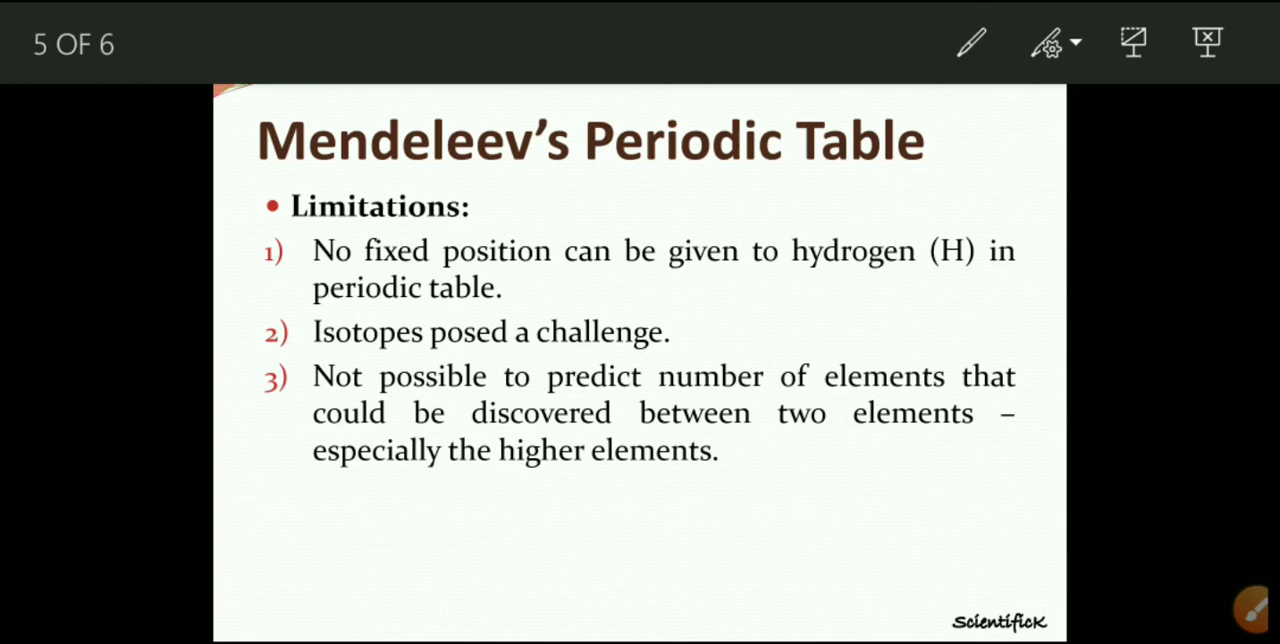 5 OF 6
Mendeleev's Periodic Table
• Limitations:
1) No fixed position can be given to hydrogen (H) in
periodic table.
2) Isotopes posed a challenge.
3) Not possible to predict number of elements that
could be discovered between two elements –
especially the higher elements.
ScientificK